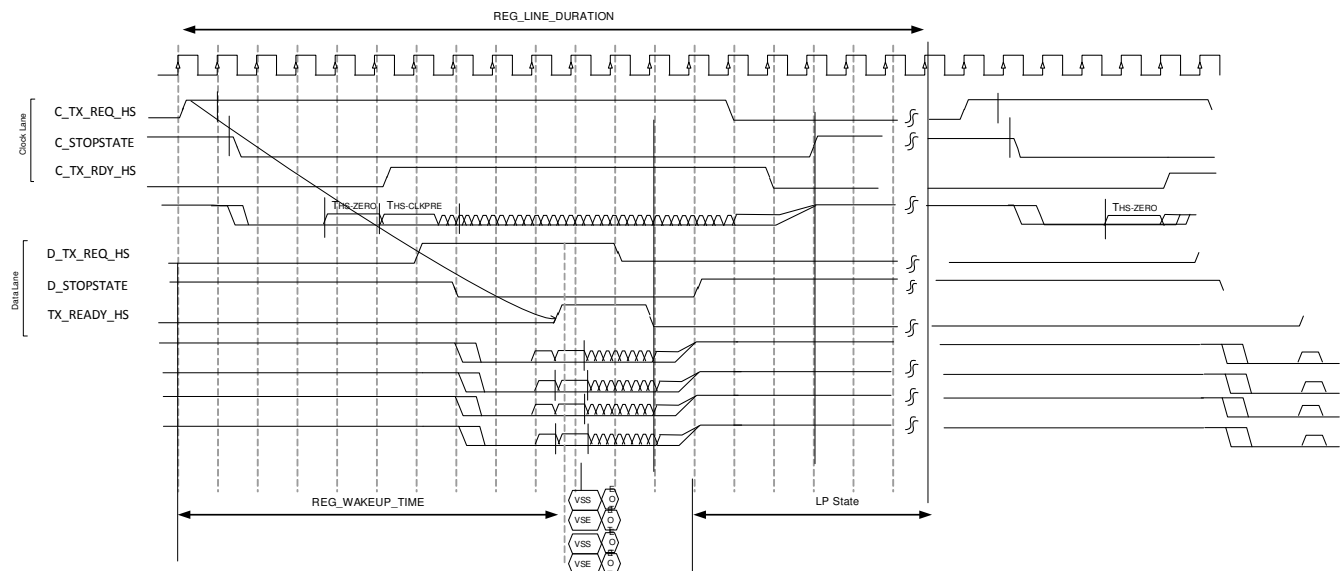 REG_LINE_DURATION
Clock Lane
C_TX_REQ_HS
C_STOPSTATE
C_TX_RDY_HS
THS-ZERO THS-CLKPRE
THS-ZERO
Data Lane
D_TX_REQ_HS
D_STOPSTATE
TX_READY_HS
REG_WAKEUP_TIME
LP State
VSS
VSE
VSS
VSE